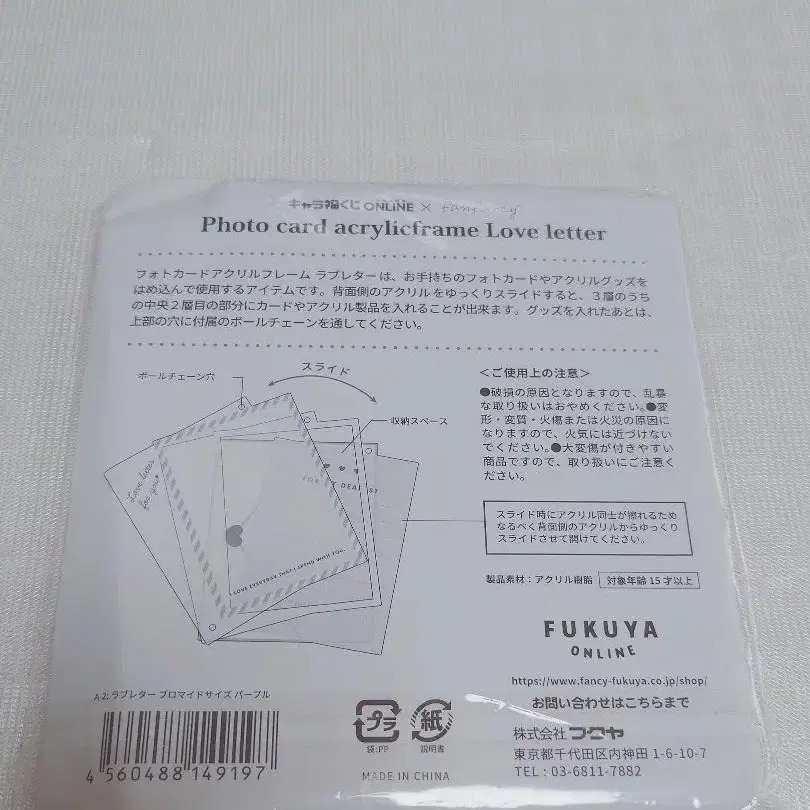 キャラ福くじ ONLINE ×
Photo card acrylicframe Love letter
フォトカードアクリルフレーム ラブレターは、お手持ちのフォトカードやアクリルグッズを
はめ込んで使用するアイテムです。背面側のアクリルをゆっくりスライドすると、３層のうち
の中央２層目の部分にカードやアクリル製品を入れることが出来ます。グッズを入れたあとは、
上部の穴に付属のボールチェーンを通してください。
ボールチェーン穴
スライド
収納スペース
Love letter
for you
FOR
DEAREST
I LOVE EVERYDAY THAT I SPEND WITH YOU.
＜ご使用上の注意＞
●破損の原因となりますので、乱暴
な取り扱いはおやめください。●変
形・変質・火傷または火災の原因に
なりますので、火気には近づけない
でください。●大変傷が付きやすい
商品ですので、取り扱いにご注意く
ださい。
スライド時にアクリル同士が擦れるため
なるべく背面側のアクリルからゆっくり
スライドさせて開けてください。
製品素材：アクリル樹脂 対象年齢 15 才以上
FUKUYA
ONLINE
https://www.fancy-fukuya.co.jp/shop/
お問い合わせはこちらまで
株式会社 フクヤ
東京都千代田区内神田 1-6-10-7
TEL : 03-6811-7882
A-2: ラブレター ブロマイドサイズ パープル
4 560488 149197
プラ
袋:PP
紙
説明書
MADE IN CHINA